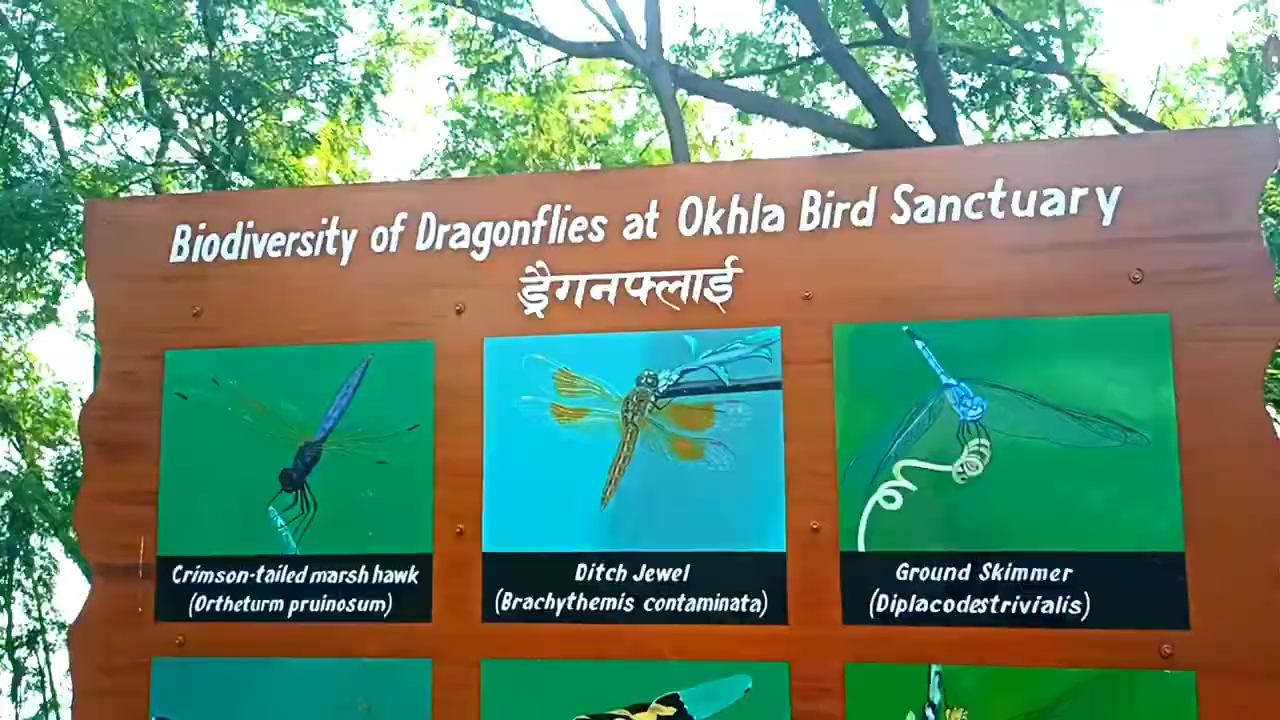 Biodiversity of Dragonflies at Okhla Bird Sanctuary
ड्रैगनफ्लाई
Crimson-tailed marsh hawk
(Ortheturm pruinosum)
Ditch Jewel
(Brachythemis contaminata)
Ground Skimmer
(Diplacodestrivialis)